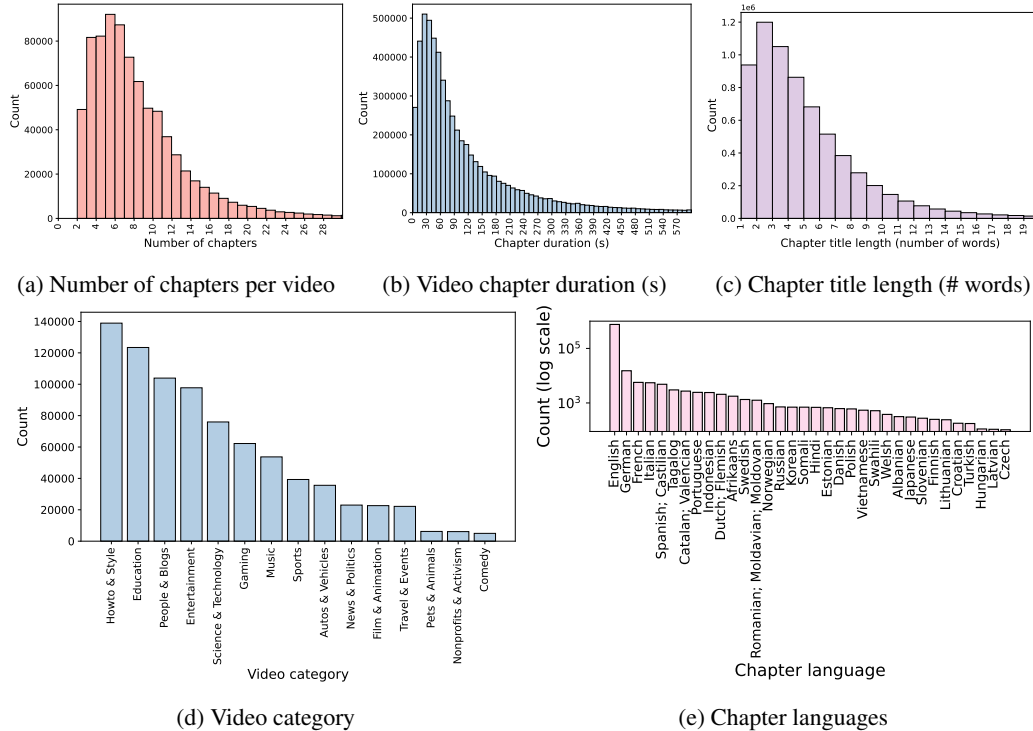 80000
60000
40000
20000
0
Count
0 2 4 6 8 10 12 14 16 18 20 22 24 26 28
Number of chapters
(a) Number of chapters per video
500000
400000
300000
200000
100000
0
Count
0 30 60 90 120 150 180 210 240 270 300 330 360 390 420 450 480 510 540 570
Chapter duration (s)
(b) Video chapter duration (s)
1e6
1.2
1.0
0.8
0.6
0.4
0.2
0.0
Count
1 2 3 4 5 6 7 8 9 10 11 12 13 14 15 16 17 18 19
Chapter title length (number of words)
(c) Chapter title length (# words)
140000
120000
100000
80000
60000
40000
20000
0
Count
Howto & Style
Education
People & Blogs
Entertainment
Science & Technology
Gaming
Music
Sports
Autos & Vehicles
News & Politics
Film & Animation
Travel & Events
Pets & Animals
Nonprofits & Activism
Comedy
Video category
(d) Video category
10^5
10^3
Count (log scale)
English
German
French
Italian
Spanish; Castilian
Tagalog
Catalan; Valencian
Portuguese
Indonesian
Dutch; Flemish
Afrikaans
Swedish
Romanian; Moldavian; Moldovan
Norwegian
Russian
Korean
Somali
Hindi
Estonian
Danish
Polish
Vietnamese
Swahili
Welsh
Albanian
Japanese
Slovenian
Finnish
Lithuanian
Croatian
Turkish
Hungarian
Latvian
Czech
Chapter language
(e) Chapter languages